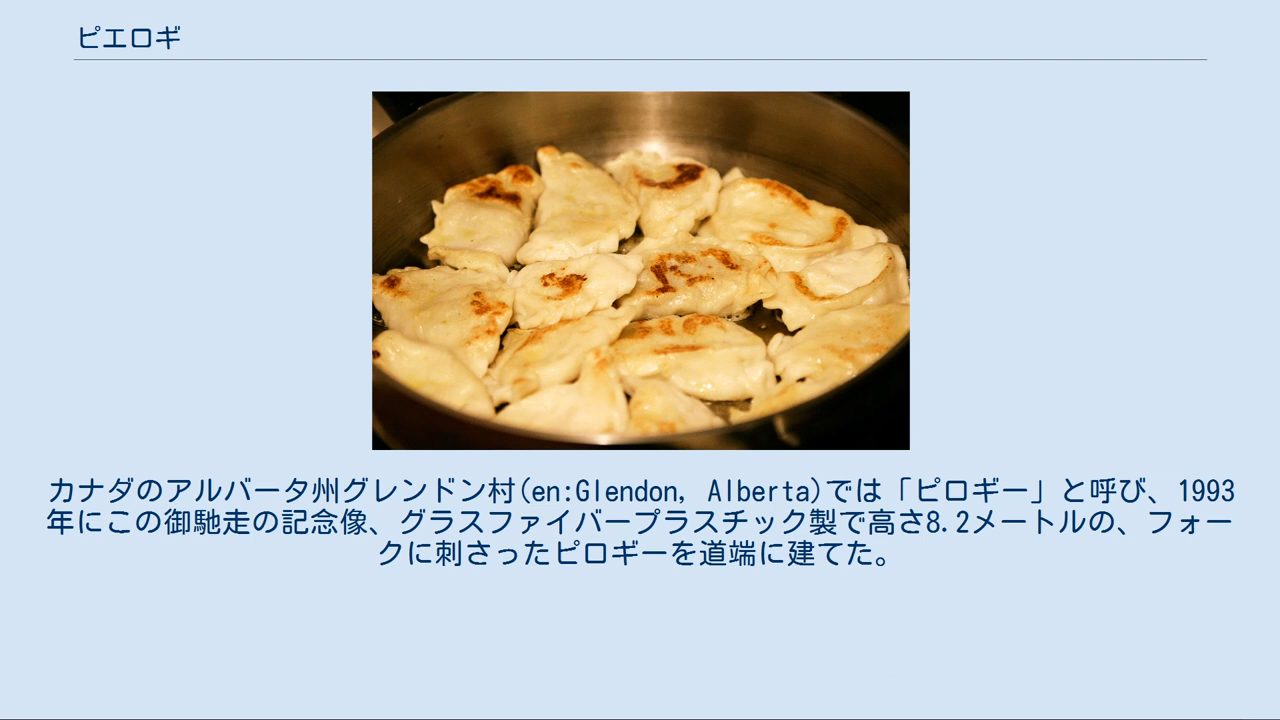 ピエロギ
カナダのアルバータ州グレンドン村(en:Glendon, Alberta)では「ピロギー」と呼び、1993
年にこの御馳走の記念像、グラスファイバープラスチック製で高さ8.2メートルの、フォー
クに刺さったピロギーを道端に建てた。